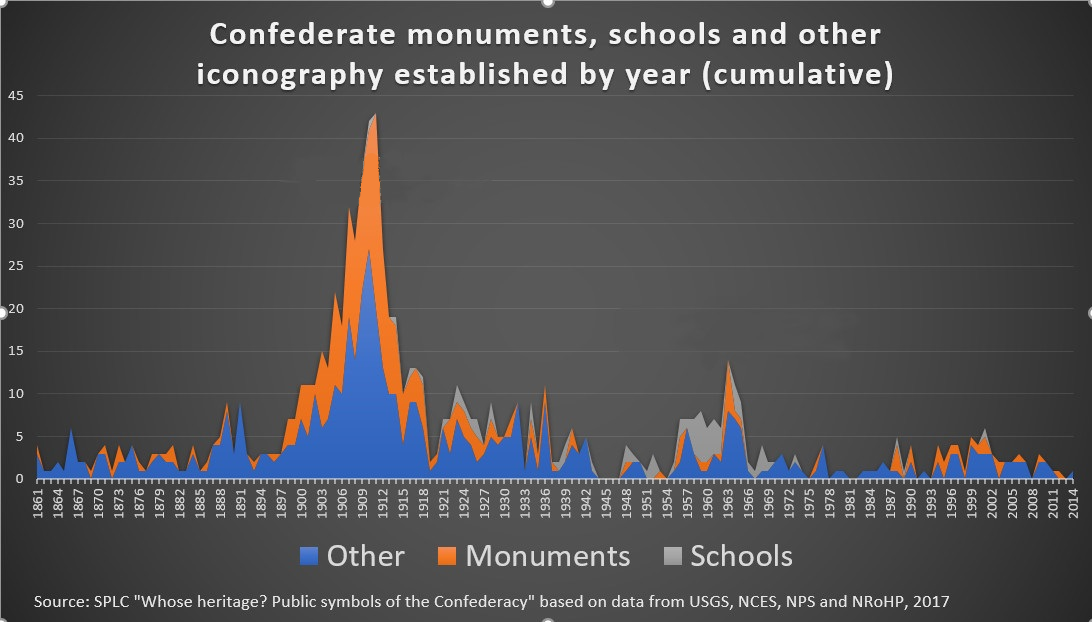 Confederate monuments, schools and other
iconography established by year (cumulative)
45
40
35
30
25
20
15
10
5
0
1861 1864 1867 1870 1873 1876 1879 1882 1885 1888 1891 1894 1897 1900 1903 1906 1909 1912 1915 1918 1921 1924 1927 1930 1933 1936 1939 1942 1945 1948 1951 1954 1957 1960 1963 1966 1969 1972 1975 1978 1981 1984 1987 1990 1993 1996 1999 2002 2005 2008 2011 2014
Other Monuments Schools
Source: SPLC "Whose heritage? Public symbols of the Confederacy" based on data from USGS, NCES, NPS and NRoHP, 2017